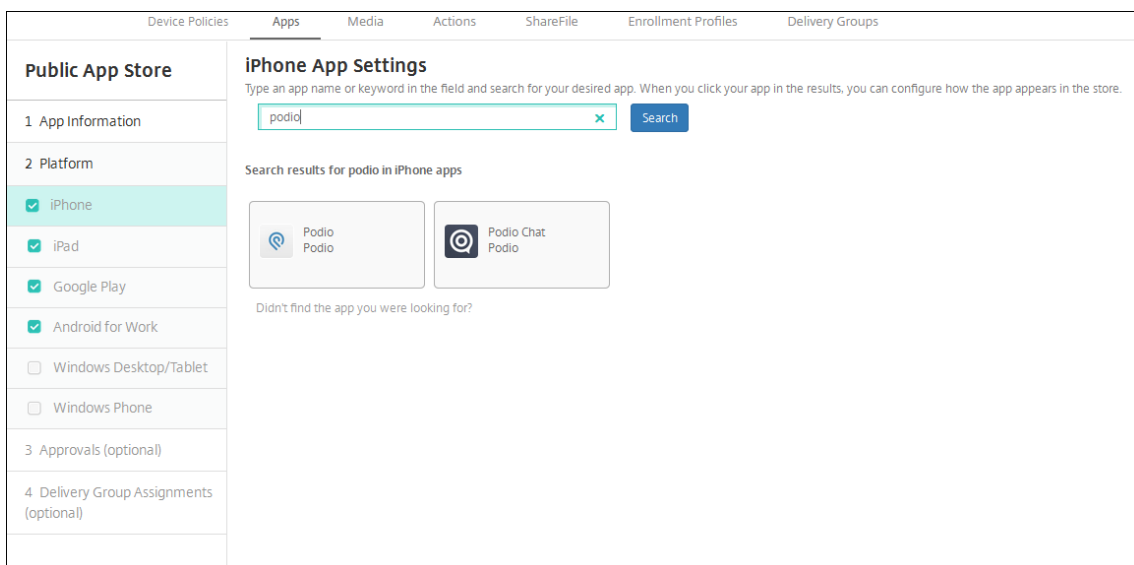 Device Policies Apps Media Actions ShareFile Enrollment Profiles Delivery Groups
Public App Store
1 App Information
2 Platform
iPhone
iPad
Google Play
Android for Work
Windows Desktop/Tablet
Windows Phone
3 Approvals (optional)
4 Delivery Group Assignments
(optional)
iPhone App Settings
Type an app name or keyword in the field and search for your desired app. When you click your app in the results, you can configure how the app appears in the store.
podio Search
Search results for podio in iPhone apps
Podio
Podio
Podio Chat
Podio
Didn't find the app you were looking for?